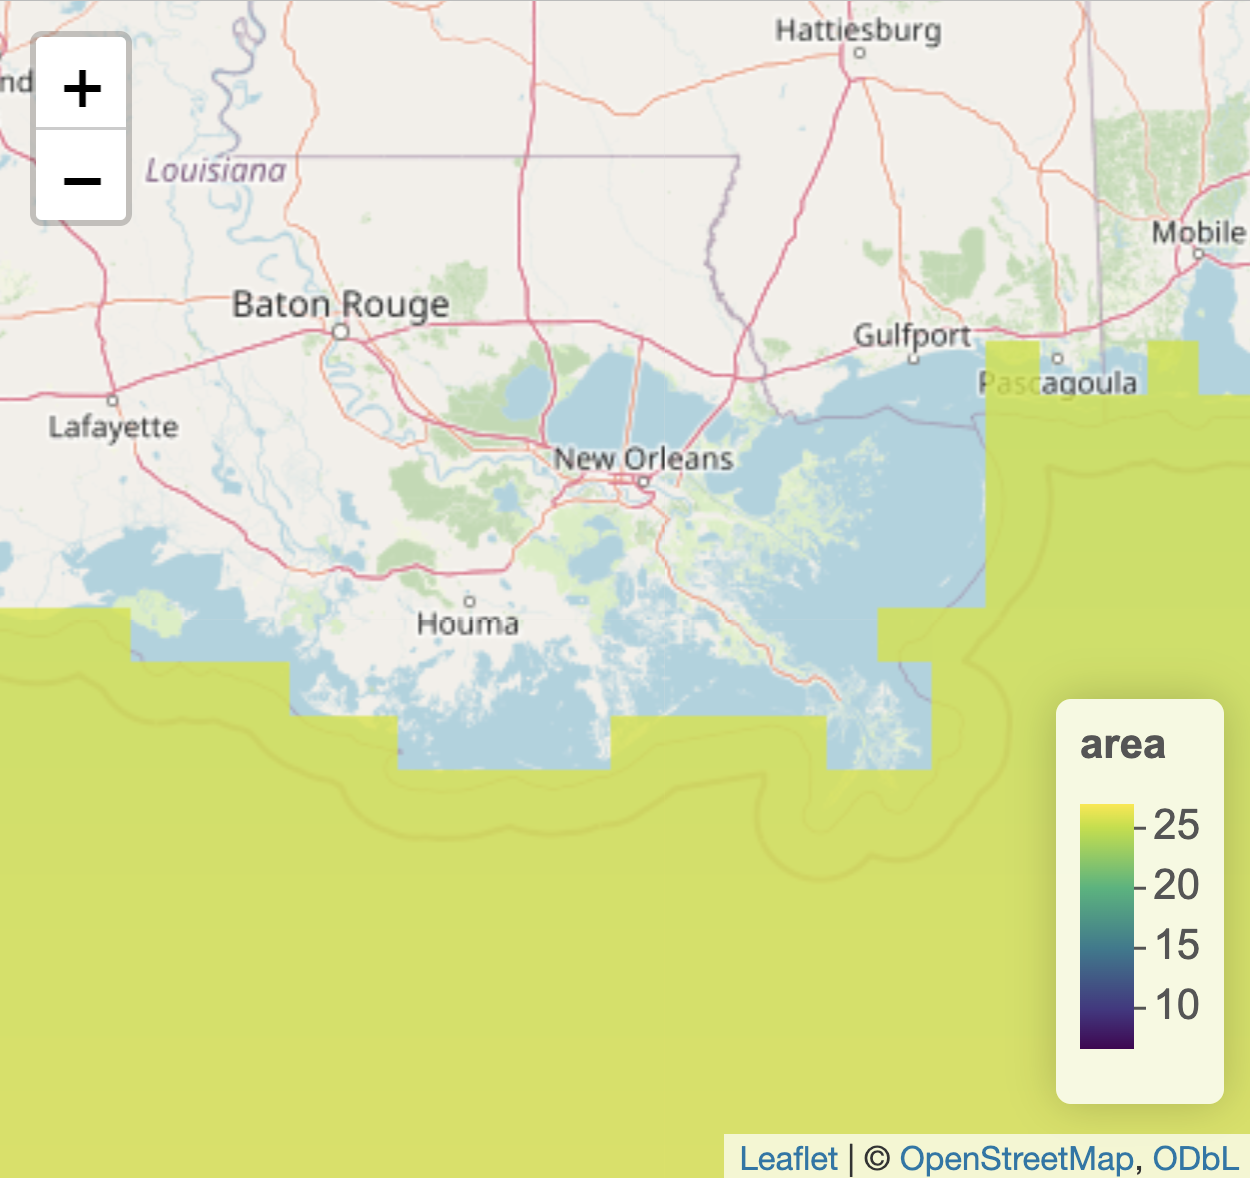 Hattiesburg
nd
+
−
Louisiana
Mobile
Baton Rouge
Gulfport
Pascagoula
Lafayette
New Orleans
Houma
area
25
20
15
10
Leaflet | © OpenStreetMap, ODbL